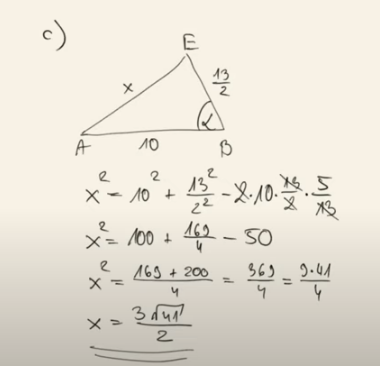 c)
E
x
13/2
α
A
10
B
x² = 10² + 13²/2² - 2·10·13/2·5/13
x² = 100 + 169/4 - 50
x² = (169 + 200)/4 = 369/4 = 9·41/4
x = 3√41/2